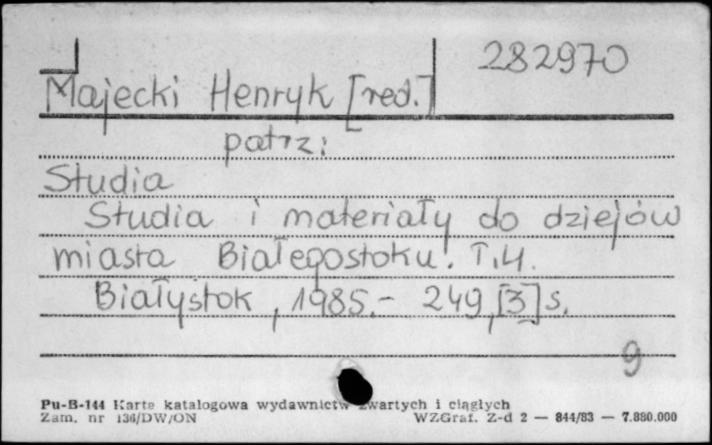 282970
Majecki Henryk [red.]
patrz:
Studia
Studia i materiały do dziejów
miasta Białegostoku. T.4.
Białystok, 1985.- 249,[3]s.
9
Pu-B-144 Karta katalogowa wydawnictw zwartych i ciągłych
Zam. nr 136/DW/ON WZGraf. Z-d 2 — 844/83 — 7.880.000